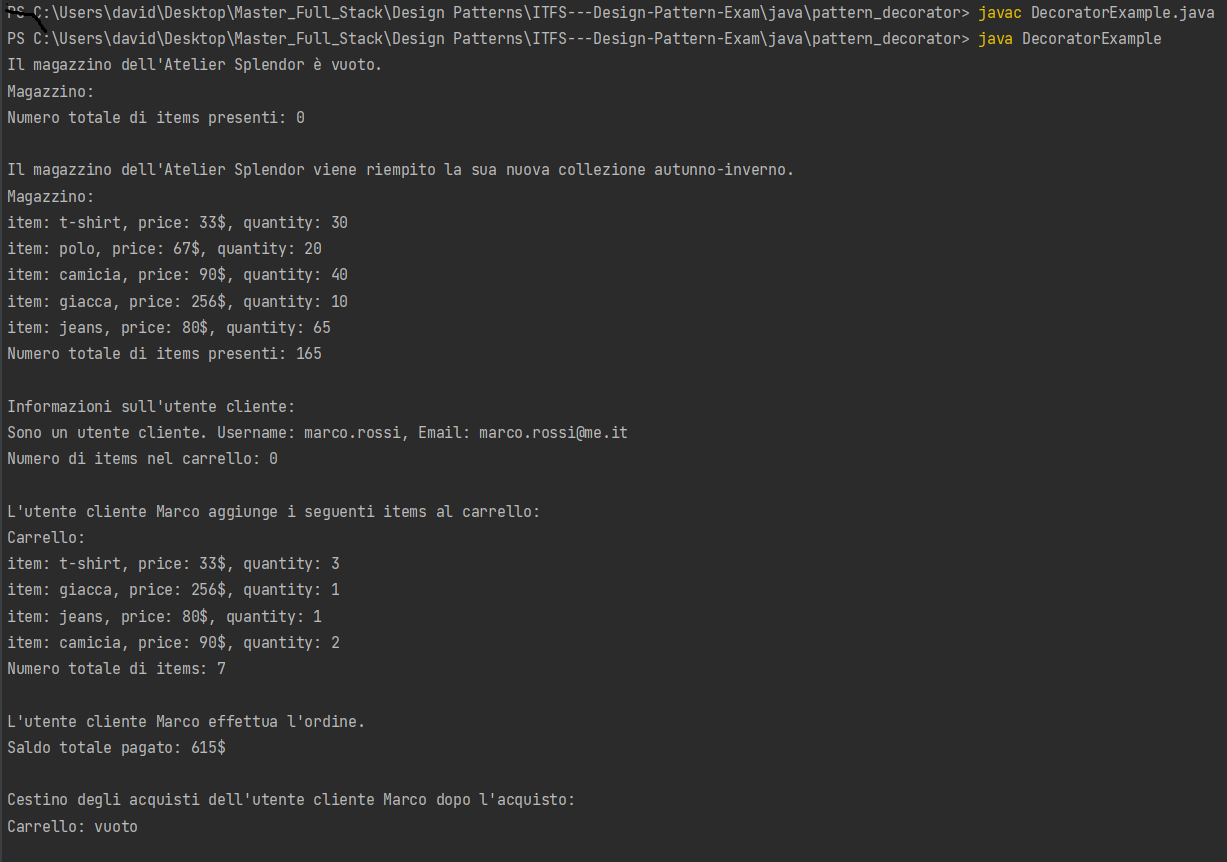 PS C:\Users\david\Desktop\Master_Full_Stack\Design Patterns\ITFS---Design-Pattern-Exam\java\pattern_decorator> javac DecoratorExample.java
PS C:\Users\david\Desktop\Master_Full_Stack\Design Patterns\ITFS---Design-Pattern-Exam\java\pattern_decorator> java DecoratorExample
Il magazzino dell'Atelier Splendor è vuoto.
Magazzino:
Numero totale di items presenti: 0
Il magazzino dell'Atelier Splendor viene riempito la sua nuova collezione autunno-inverno.
Magazzino:
item: t-shirt, price: 33$, quantity: 30
item: polo, price: 67$, quantity: 20
item: camicia, price: 90$, quantity: 40
item: giacca, price: 256$, quantity: 10
item: jeans, price: 80$, quantity: 65
Numero totale di items presenti: 165
Informazioni sull'utente cliente:
Sono un utente cliente. Username: marco.rossi, Email: marco.rossi@me.it
Numero di items nel carrello: 0
L'utente cliente Marco aggiunge i seguenti items al carrello:
Carrello:
item: t-shirt, price: 33$, quantity: 3
item: giacca, price: 256$, quantity: 1
item: jeans, price: 80$, quantity: 1
item: camicia, price: 90$, quantity: 2
Numero totale di items: 7
L'utente cliente Marco effettua l'ordine.
Saldo totale pagato: 615$
Cestino degli acquisti dell'utente cliente Marco dopo l'acquisto:
Carrello: vuoto